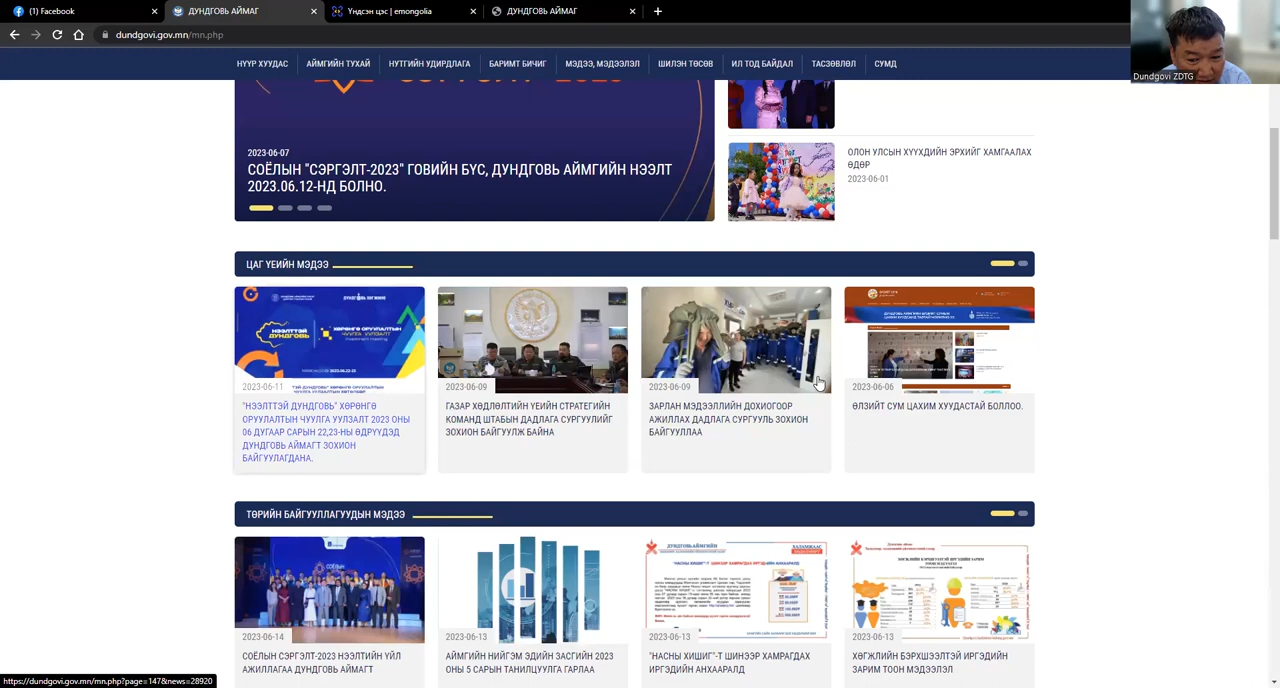 (1) Facebook
ДУНДГОВЬ АЙМАГ
Үндсэн цэс | emongolia
ДУНДГОВЬ АЙМАГ
dundgovi.gov.mn/mn.php
Dundgovi ZDTG
НҮҮР ХУУДАС АЙМГИЙН ТУХАЙ НУТГИЙН УДИРДЛАГА БАРИМТ БИЧИГ МЭДЭЭ, МЭДЭЭЛЭЛ ШИЛЭН ТӨСӨВ ИЛ ТОД БАЙДАЛ ТАСЗӨВЛӨЛ СУМД
2023-06-07
СОЁЛЫН "СЭРГЭЛТ-2023" ГОВИЙН БҮС, ДУНДГОВЬ АЙМГИЙН НЭЭЛТ
2023.06.12-НД БОЛНО.
ОЛОН УЛСЫН ХҮҮХДИЙН ЭРХИЙГ ХАМГААЛАХ
ӨДӨР
2023-06-01
ЦАГ ҮЕИЙН МЭДЭЭ
НЭЭЛТТЭЙ
ДУНДГОВЬ
ХӨРӨНГӨ ОРУУЛАЛТЫН
2023-06-11
"НЭЭЛТТЭЙ ДУНДГОВЬ" ХӨРӨНГӨ
ОРУУЛАЛТЫН ЧУУЛГА УУЛЗАЛТ 2023 ОНЫ
06 ДУГААР САРЫН 22,23-НЫ ӨДРҮҮДЭД
ДУНДГОВЬ АЙМАГТ ЗОХИОН
БАЙГУУЛАГДАНА.
2023-06-09
ГАЗАР ХӨДЛӨЛТИЙН ҮЕИЙН СТРАТЕГИЙН
КОМАНД ШТАБЫН ДАДЛАГА СУРГУУЛИЙГ
ЗОХИОН БАЙГУУЛЖ БАЙНА
2023-06-09
ЗАРЛАН МЭДЭЭЛЛИЙН ДОХИОГООР
АЖИЛЛАХ ДАДЛАГА СУРГУУЛЬ ЗОХИОН
БАЙГУУЛЛАА
2023-06-06
ӨЛЗИЙТ СУМ ЦАХИМ ХУУДАСТАЙ БОЛЛОО.
ТӨРИЙН БАЙГУУЛЛАГУУДЫН МЭДЭЭ
2023-06-14
СОЁЛЫН СЭРГЭЛТ-2023 НЭЭЛТИЙН ҮЙЛ
АЖИЛЛАГАА ДУНДГОВЬ АЙМАГТ
2023-06-13
АЙМГИЙН НИЙГЭМ ЭДИЙН ЗАСГИЙН 2023
ОНЫ 5 САРЫН ТАНИЛЦУУЛГА ГАРЛАА
2023-06-13
"НАСНЫ ХИШИГ"-Т ШИНЭЭР ХАМРАГДАХ
ИРГЭДИЙН АНХААРАЛД
2023-06-13
ХӨГЖЛИЙН БЭРХШЭЭЛТЭЙ ИРГЭДИЙН
ЗАРИМ ТООН МЭДЭЭЛЭЛ
https://dundgovi.gov.mn/mn.php?page=147&news=28920